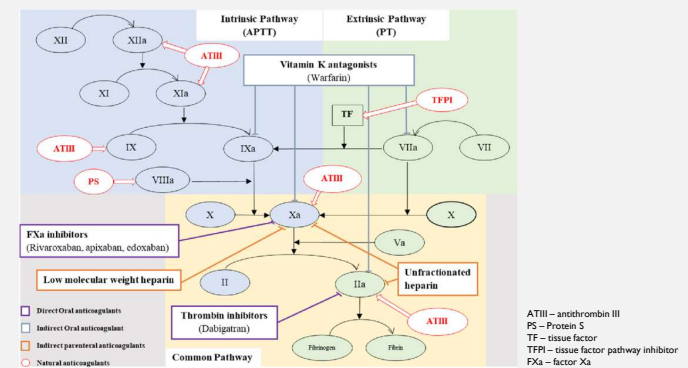 Intrinsic Pathway
(APTT)
Extrinsic Pathway
(PT)
XII
XIIa
ATIII
Vitamin K antagonists
(Warfarin)
XI
XIa
TF
TFPI
ATIII
IX
IXa
VIIa
VII
PS
VIIIa
ATIII
X
Xa
X
FXa inhibitors
(Rivaroxaban, apixaban, edoxaban)
Va
Low molecular weight heparin
II
IIa
Unfractionated
heparin
Thrombin inhibitors
(Dabigatran)
ATIII
Direct Oral anticoagulants
Indirect Oral anticoagulant
Indirect parenteral anticoagulants
Natural anticoagulants
Fibrinogen
Fibrin
Common Pathway
ATIII – antithrombin III
PS – Protein S
TF – tissue factor
TFPI – tissue factor pathway inhibitor
FXa – factor Xa